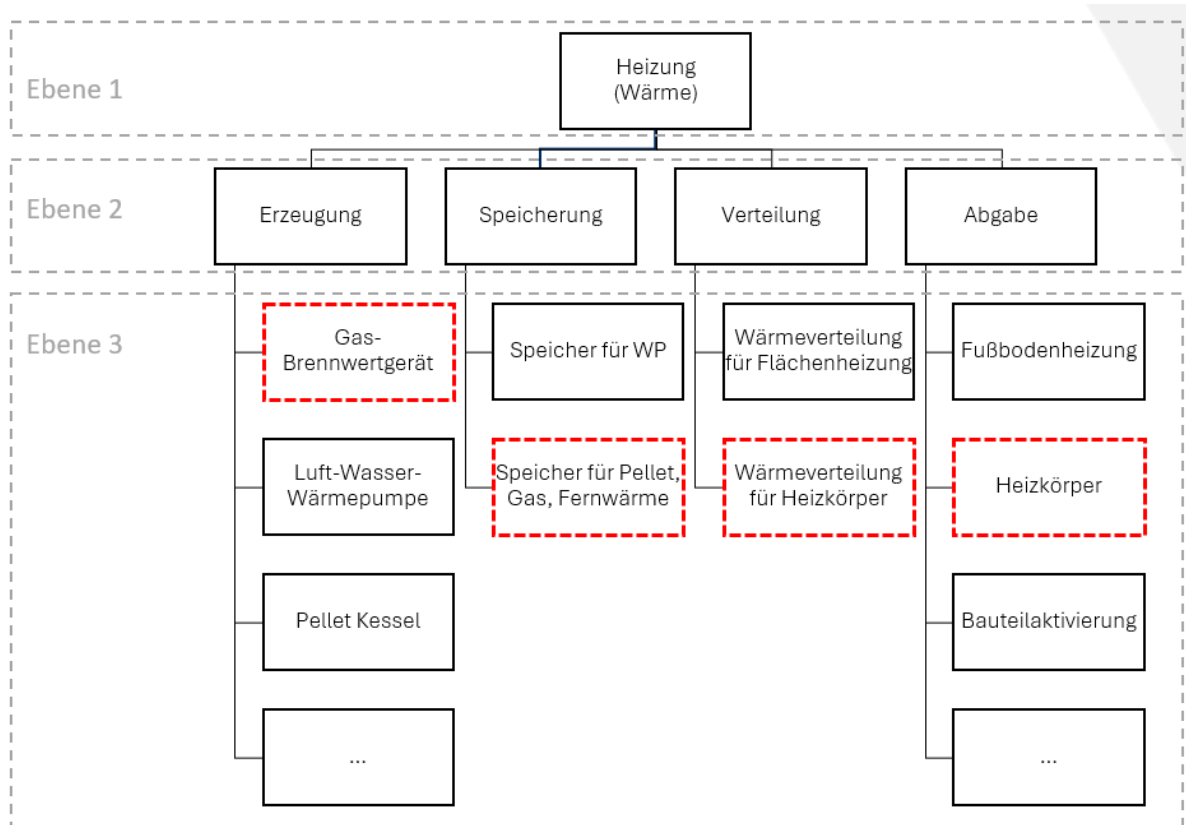 Ebene 1
Heizung
(Wärme)
Ebene 2
Erzeugung
Speicherung
Verteilung
Abgabe
Ebene 3
Gas-
Brennwertgerät
Speicher für WP
Wärmeverteilung
für Flächenheizung
Fußbodenheizung
Luft-Wasser-
Wärmepumpe
Speicher für Pellet,
Gas, Fernwärme
Wärmeverteilung
für Heizkörper
Heizkörper
Pellet Kessel
Bauteilaktivierung
...
...